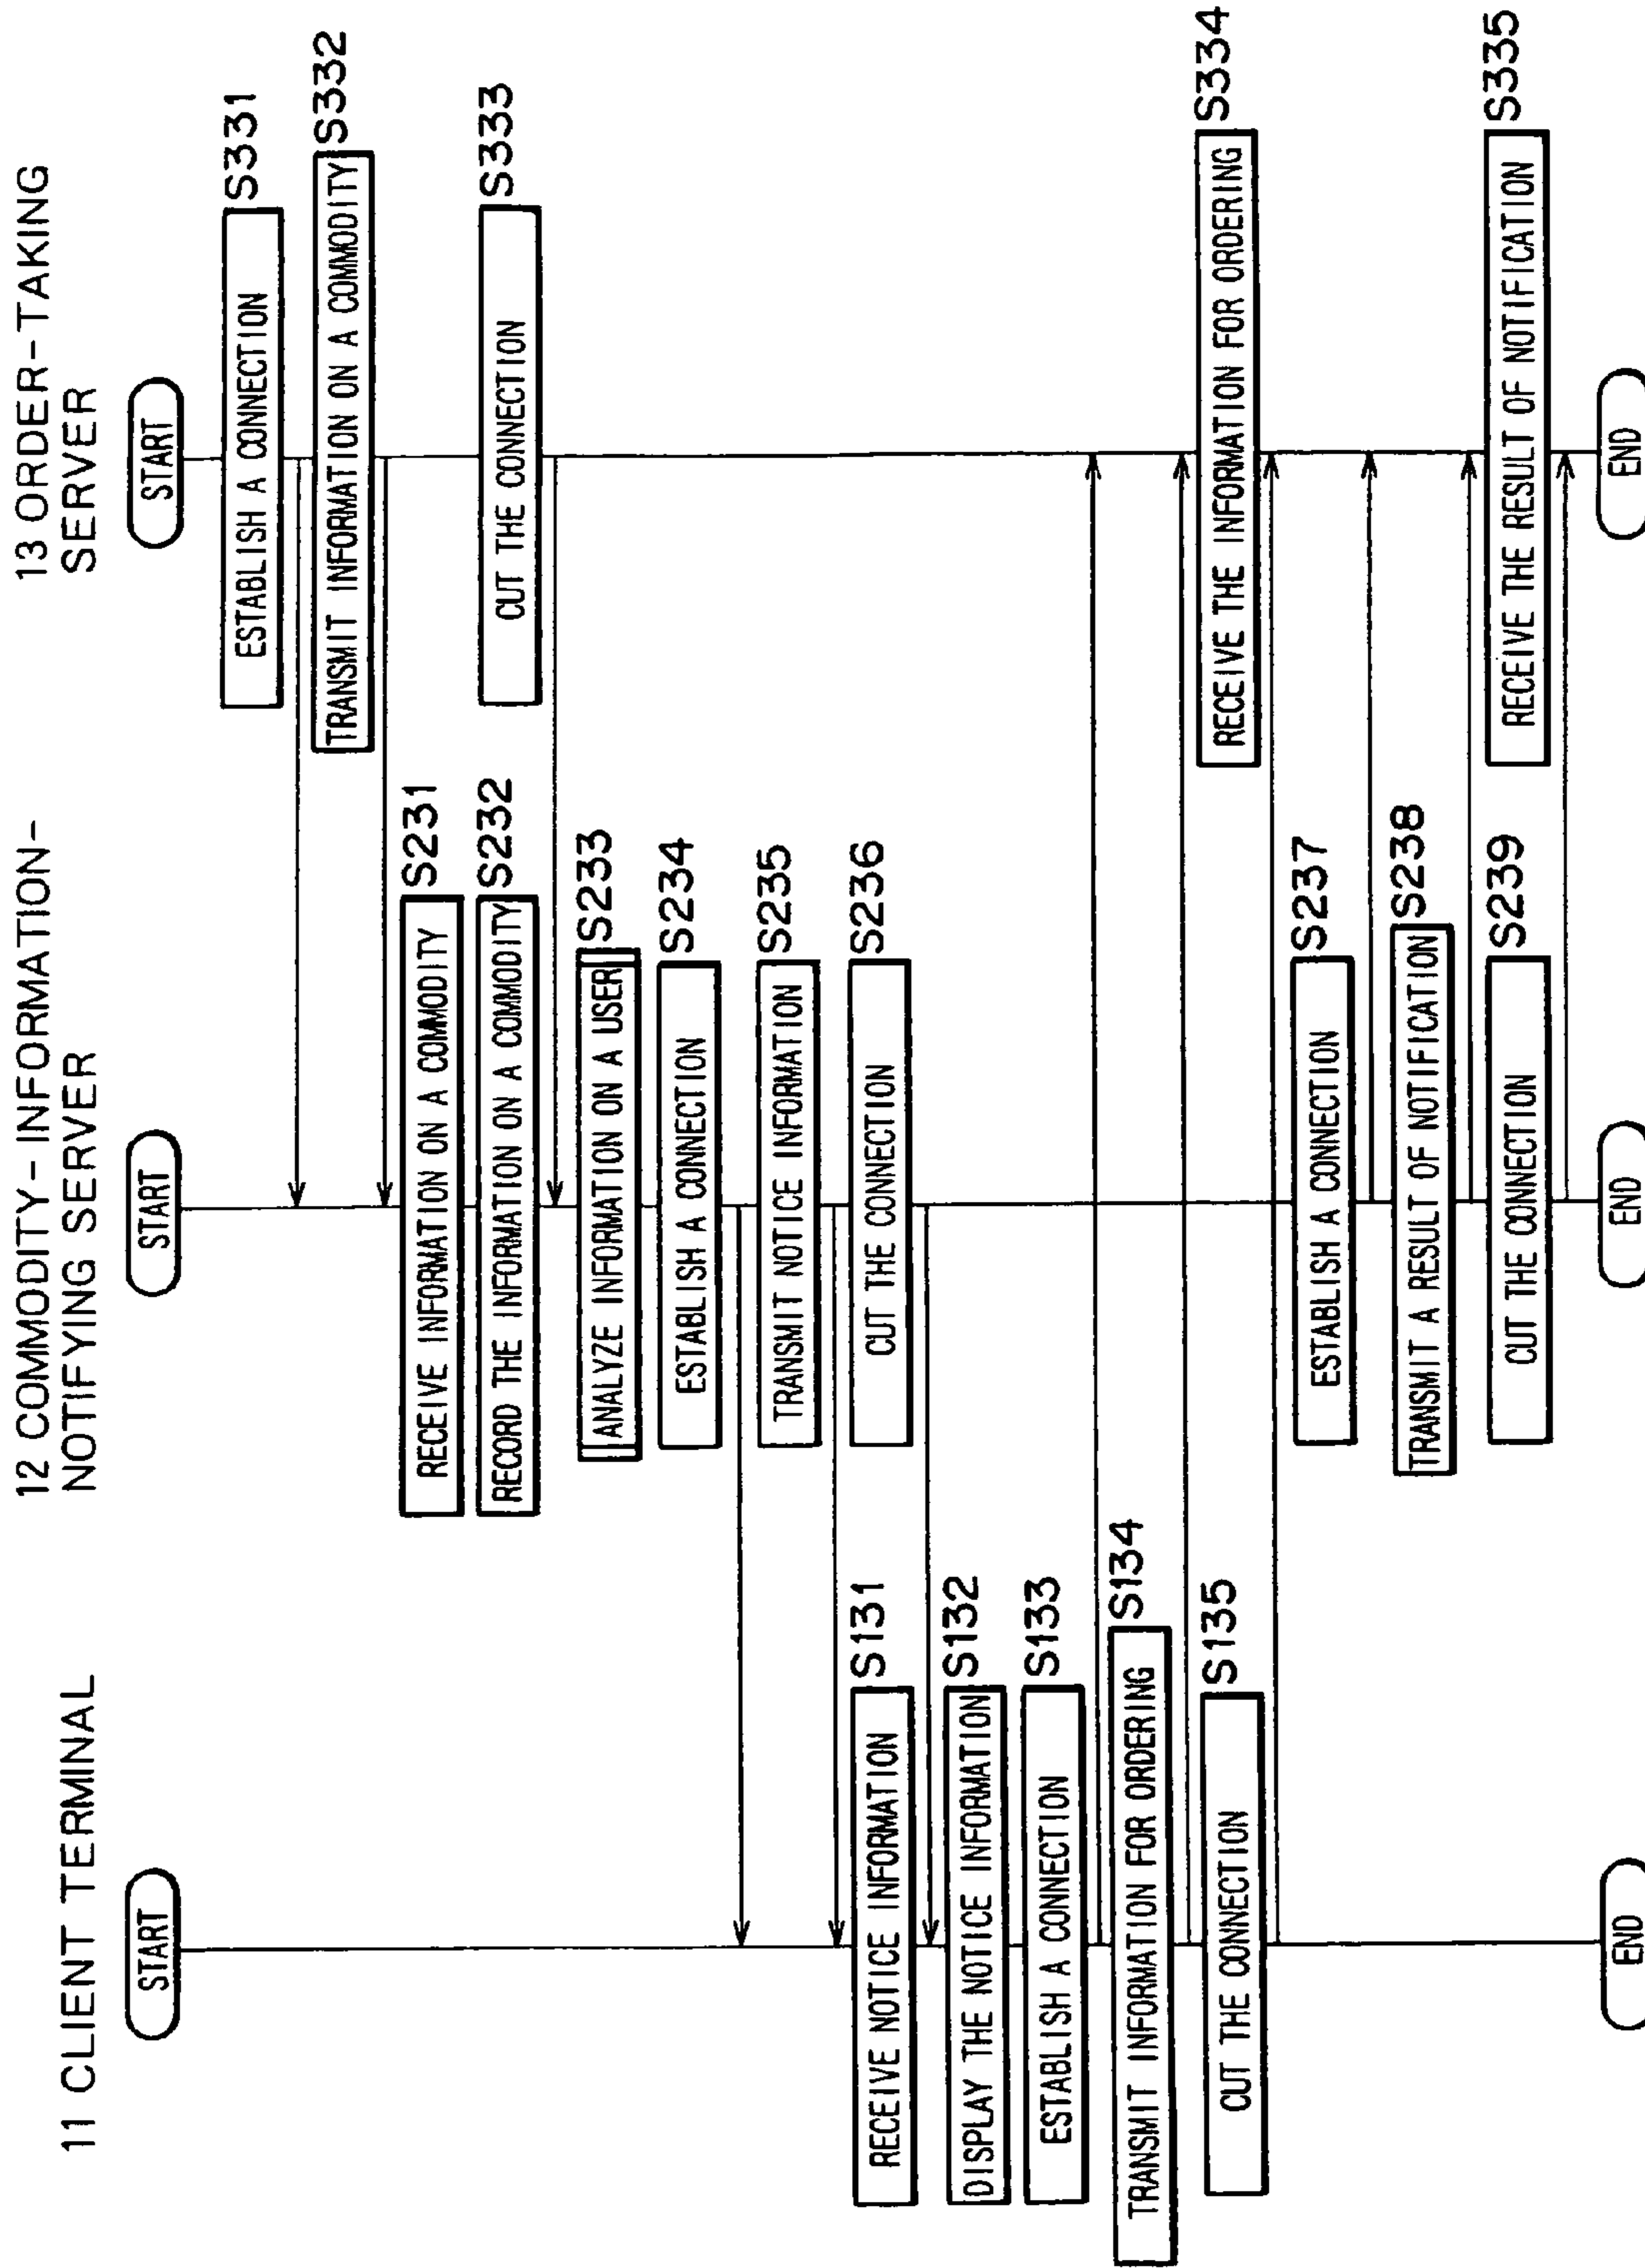 11 CLIENT TERMINAL
START
RECEIVE NOTICE INFORMATION
S131
DISPLAY THE NOTICE INFORMATION
S132
ESTABLISH A CONNECTION
S133
TRANSMIT INFORMATION FOR ORDERING
S134
CUT THE CONNECTION
S135
END
12 COMMODITY-INFORMATION-
NOTIFYING SERVER
START
RECEIVE INFORMATION ON A COMMODITY
S231
RECORD THE INFORMATION ON A COMMODITY
S232
ANALYZE INFORMATION ON A USER
S233
ESTABLISH A CONNECTION
S234
TRANSMIT NOTICE INFORMATION
S235
CUT THE CONNECTION
S236
ESTABLISH A CONNECTION
S237
TRANSMIT A RESULT OF NOTIFICATION
S238
CUT THE CONNECTION
S239
END
13 ORDER-TAKING
SERVER
START
ESTABLISH A CONNECTION
S331
TRANSMIT INFORMATION ON A COMMODITY
S332
CUT THE CONNECTION
S333
RECEIVE THE INFORMATION FOR ORDERING
S334
RECEIVE THE RESULT OF NOTIFICATION
S335
END